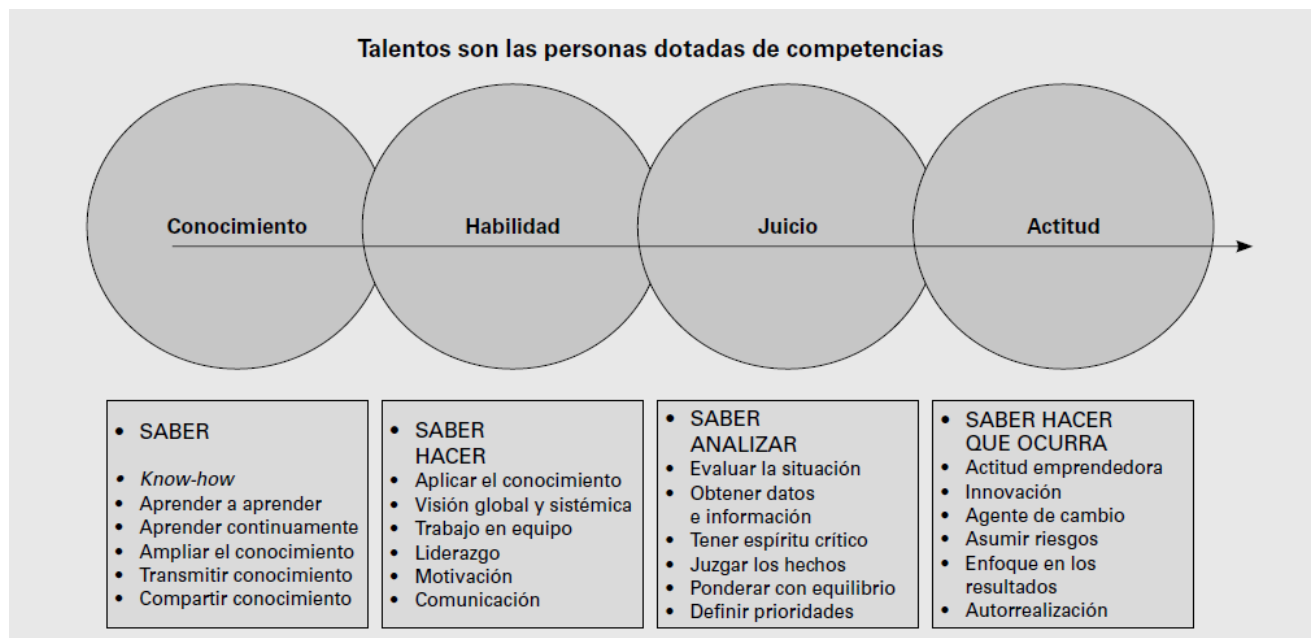 Talentos son las personas dotadas de competencias
Conocimiento
Habilidad
Juicio
Actitud
• SABER
• Know-how
• Aprender a aprender
• Aprender continuamente
• Ampliar el conocimiento
• Transmitir conocimiento
• Compartir conocimiento
• SABER
HACER
• Aplicar el conocimiento
• Visión global y sistémica
• Trabajo en equipo
• Liderazgo
• Motivación
• Comunicación
• SABER
ANALIZAR
• Evaluar la situación
• Obtener datos
e información
• Tener espíritu crítico
• Juzgar los hechos
• Ponderar con equilibrio
• Definir prioridades
• SABER HACER
QUE OCURRA
• Actitud emprendedora
• Innovación
• Agente de cambio
• Asumir riesgos
• Enfoque en los
resultados
• Autorrealización